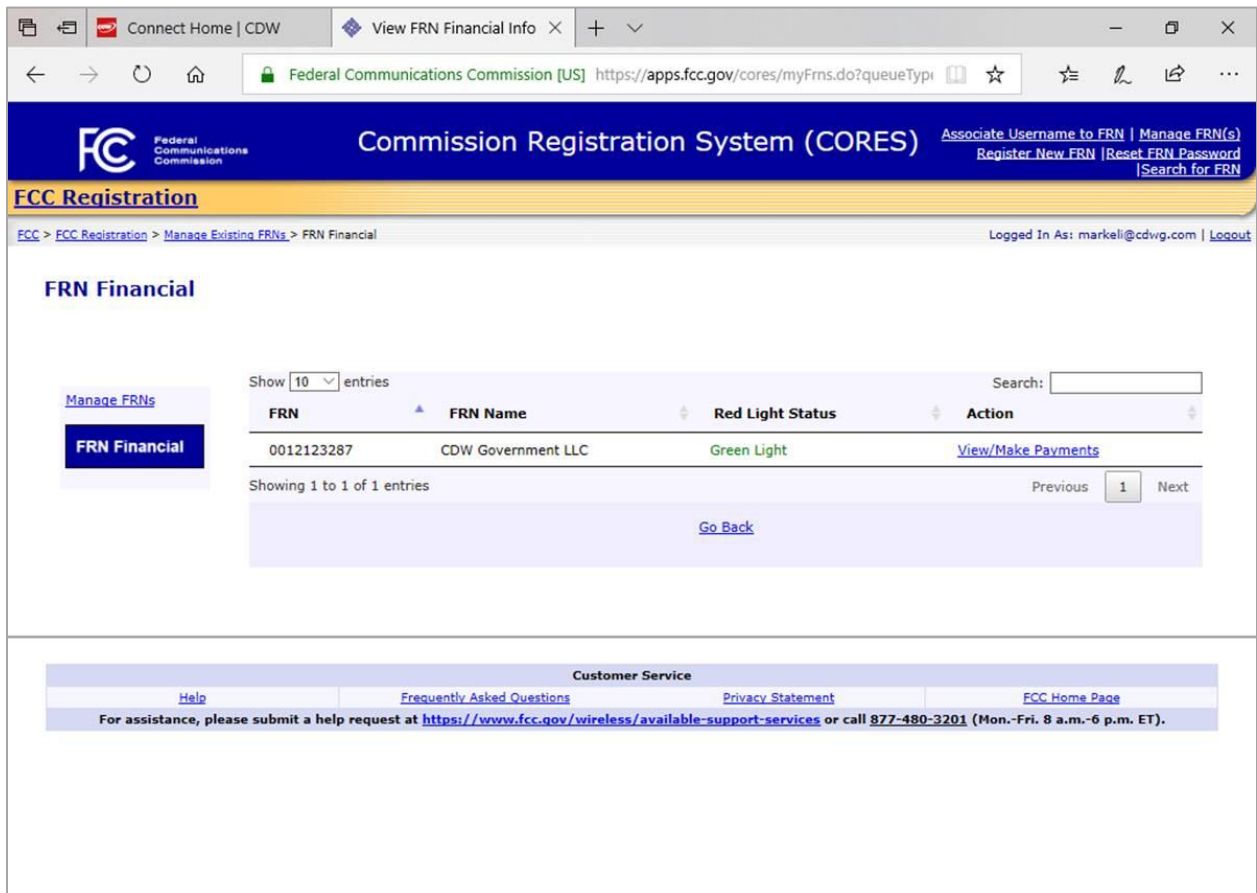 Connect Home | CDW
View FRN Financial Info
Federal Communications Commission [US] https://apps.fcc.gov/cores/myFrns.do?queueTyp
FCC Federal Communications Commission
Commission Registration System (CORES)
Associate Username to FRN | Manage FRN(s)
Register New FRN |Reset FRN Password
|Search for FRN
FCC Registration
FCC > FCC Registration > Manage Existing FRNs > FRN Financial Logged In As: markeli@cdwg.com | Logout
FRN Financial
Manage FRNs
FRN Financial
Show 10 entries Search:
FRN FRN Name Red Light Status Action
0012123287 CDW Government LLC Green Light View/Make Payments
Showing 1 to 1 of 1 entries Previous 1 Next
Go Back
Customer Service
Help Frequently Asked Questions Privacy Statement FCC Home Page
For assistance, please submit a help request at https://www.fcc.gov/wireless/available-support-services or call 877-480-3201 (Mon.-Fri. 8 a.m.-6 p.m. ET).